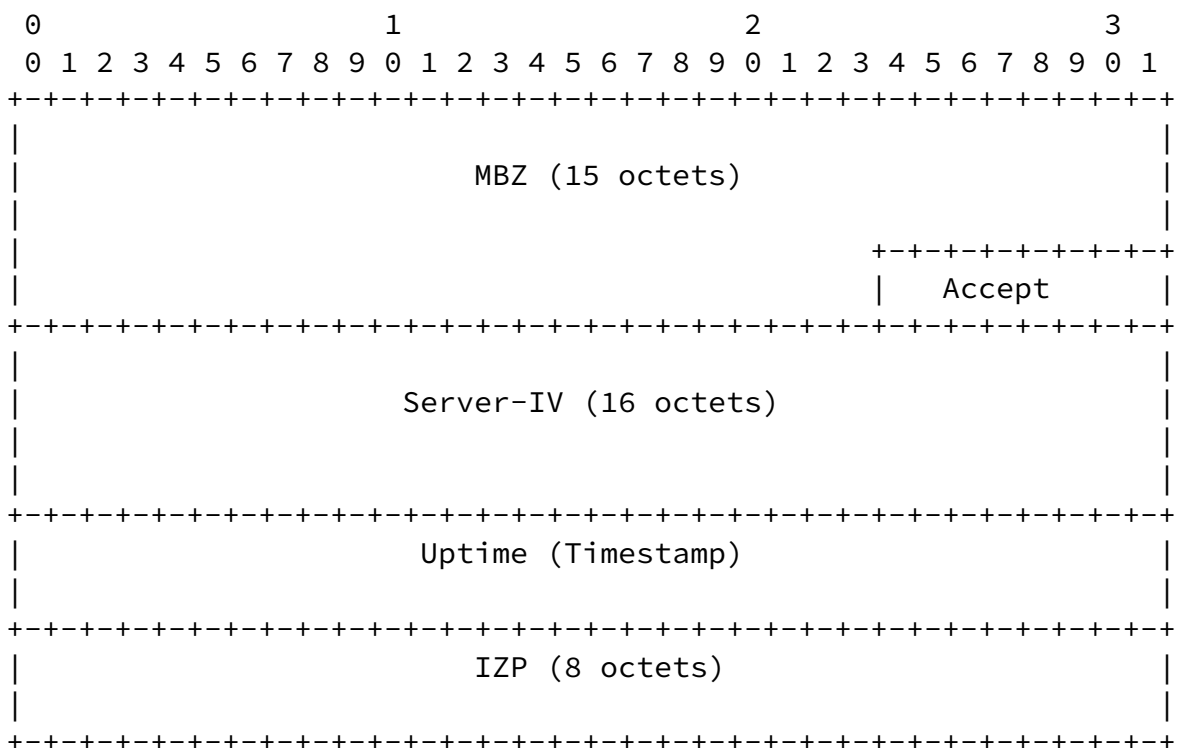 0 1 2 3
0 1 2 3 4 5 6 7 8 9 0 1 2 3 4 5 6 7 8 9 0 1 2 3 4 5 6 7 8 9 0 1
MBZ (15 octets)
Accept
Server-IV (16 octets)
Uptime (Timestamp)
IZP (8 octets)